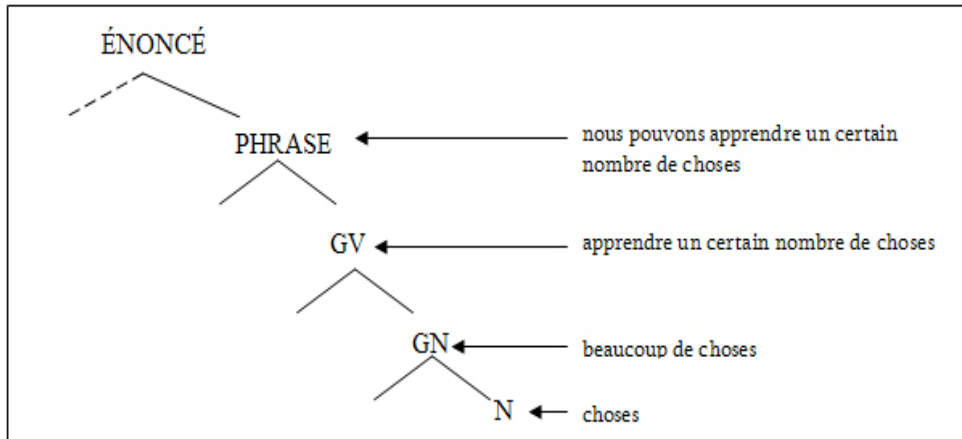 ÉNONCÉ
PHRASE
nous pouvons apprendre un certain
nombre de choses
GV
apprendre un certain nombre de choses
GN
beaucoup de choses
N
choses